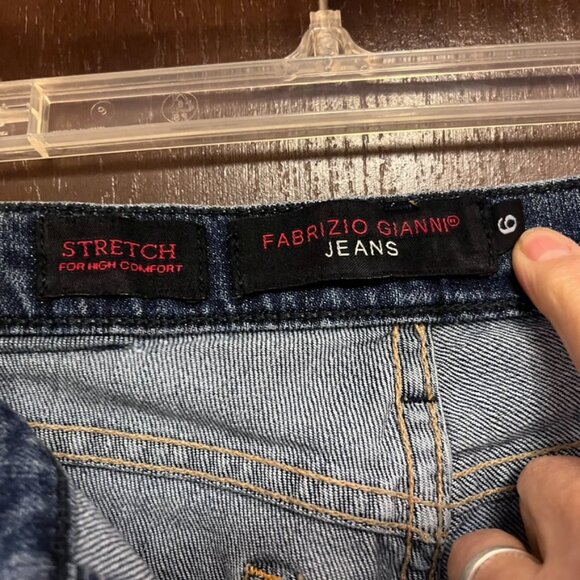 STRETCH
FOR HIGH COMFORT
FABRIZIO GIANNI®
JEANS
6